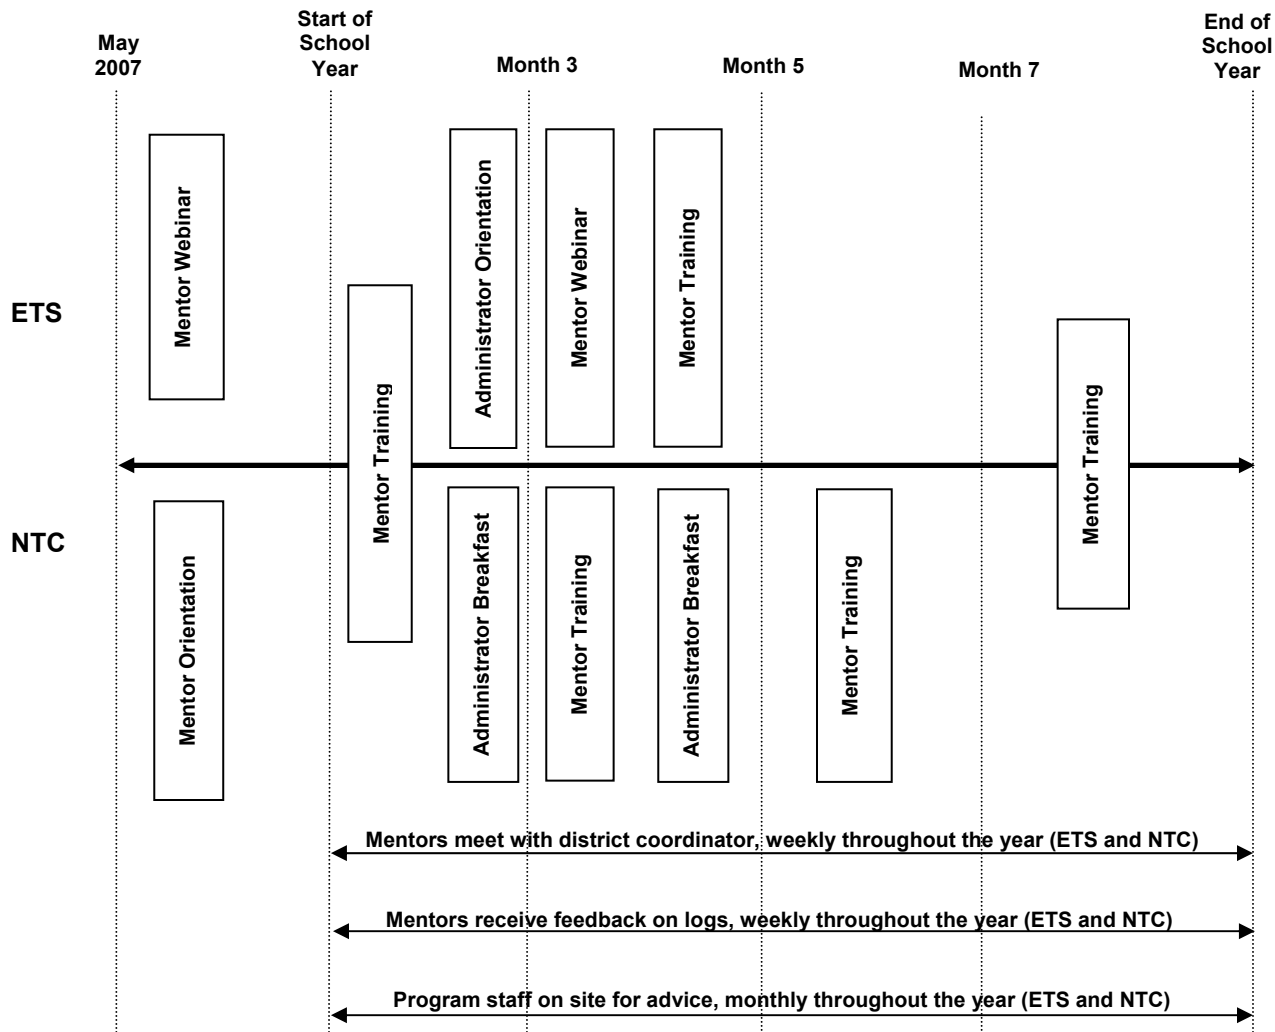 May
2007
Start of
School
Year
Month 3
Month 5
Month 7
End of
School
Year
ETS
Mentor Webinar
Mentor Training
Administrator Orientation
Mentor Webinar
Mentor Training
Mentor Training
NTC
Mentor Orientation
Administrator Breakfast
Mentor Training
Administrator Breakfast
Mentor Training
Mentors meet with district coordinator, weekly throughout the year (ETS and NTC)
Mentors receive feedback on logs, weekly throughout the year (ETS and NTC)
Program staff on site for advice, monthly throughout the year (ETS and NTC)